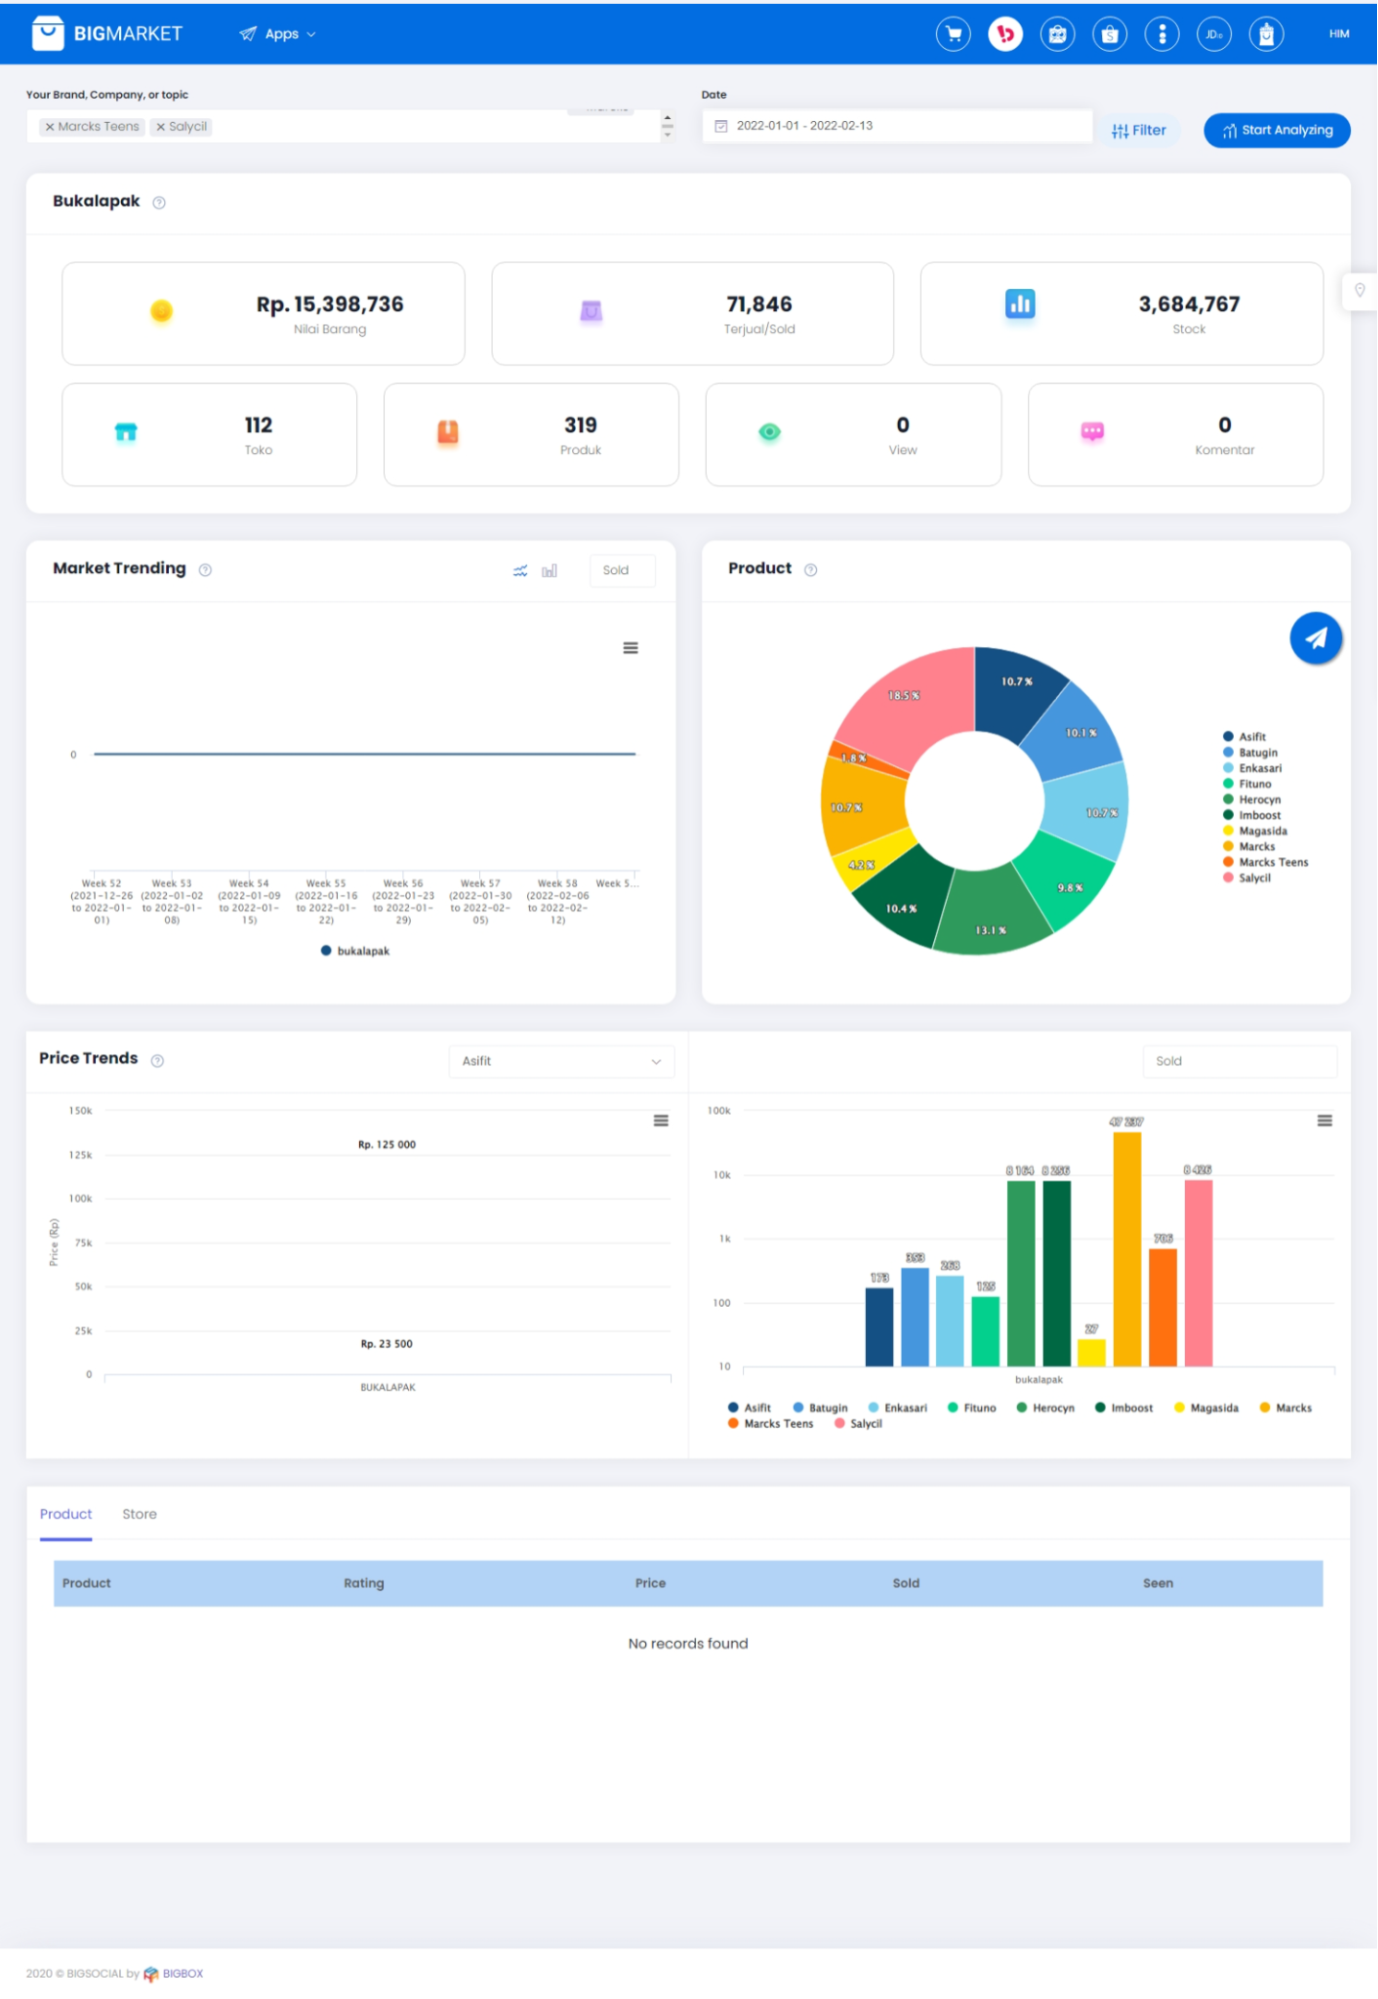 BIGMARKET
Apps
JD.
HIM
Your Brand, Company, or topic
× Marcks Teens × Salycil
Date
2022-01-01 - 2022-02-13
Filter
Start Analyzing
Bukalapak
Rp. 15,398,736
Nilai Barang
71,846
Terjual/Sold
3,684,767
Stock
112
Toko
319
Produk
0
View
0
Komentar
Market Trending
Sold
0
Week 52 (2021-12-26 to 2022-01-01)
Week 53 (2022-01-02 to 2022-01-08)
Week 54 (2022-01-09 to 2022-01-15)
Week 55 (2022-01-16 to 2022-01-22)
Week 56 (2022-01-23 to 2022-01-29)
Week 57 (2022-01-30 to 2022-02-05)
Week 58 (2022-02-06 to 2022-02-12)
Week 5...
bukalapak
Product
10.7 %
10.1 %
10.7 %
9.8 %
13.1 %
10.4 %
4.2 %
10.7 %
1.8 %
18.5 %
Asifit
Batugin
Enkasari
Fituno
Herocyn
Imboost
Magasida
Marcks
Marcks Teens
Salycil
Price Trends
Asifit
Price (Rp)
150k
125k
100k
75k
50k
25k
0
Rp. 125 000
Rp. 23 500
BUKALAPAK
Sold
100k
10k
1k
100
10
173
353
268
125
8 164
8 256
27
47 237
706
8 426
bukalapak
Asifit Batugin Enkasari Fituno Herocyn Imboost Magasida Marcks
Marcks Teens Salycil
Product Store
Product Rating Price Sold Seen
No records found
2020 © BIGSOCIAL by BIGBOX